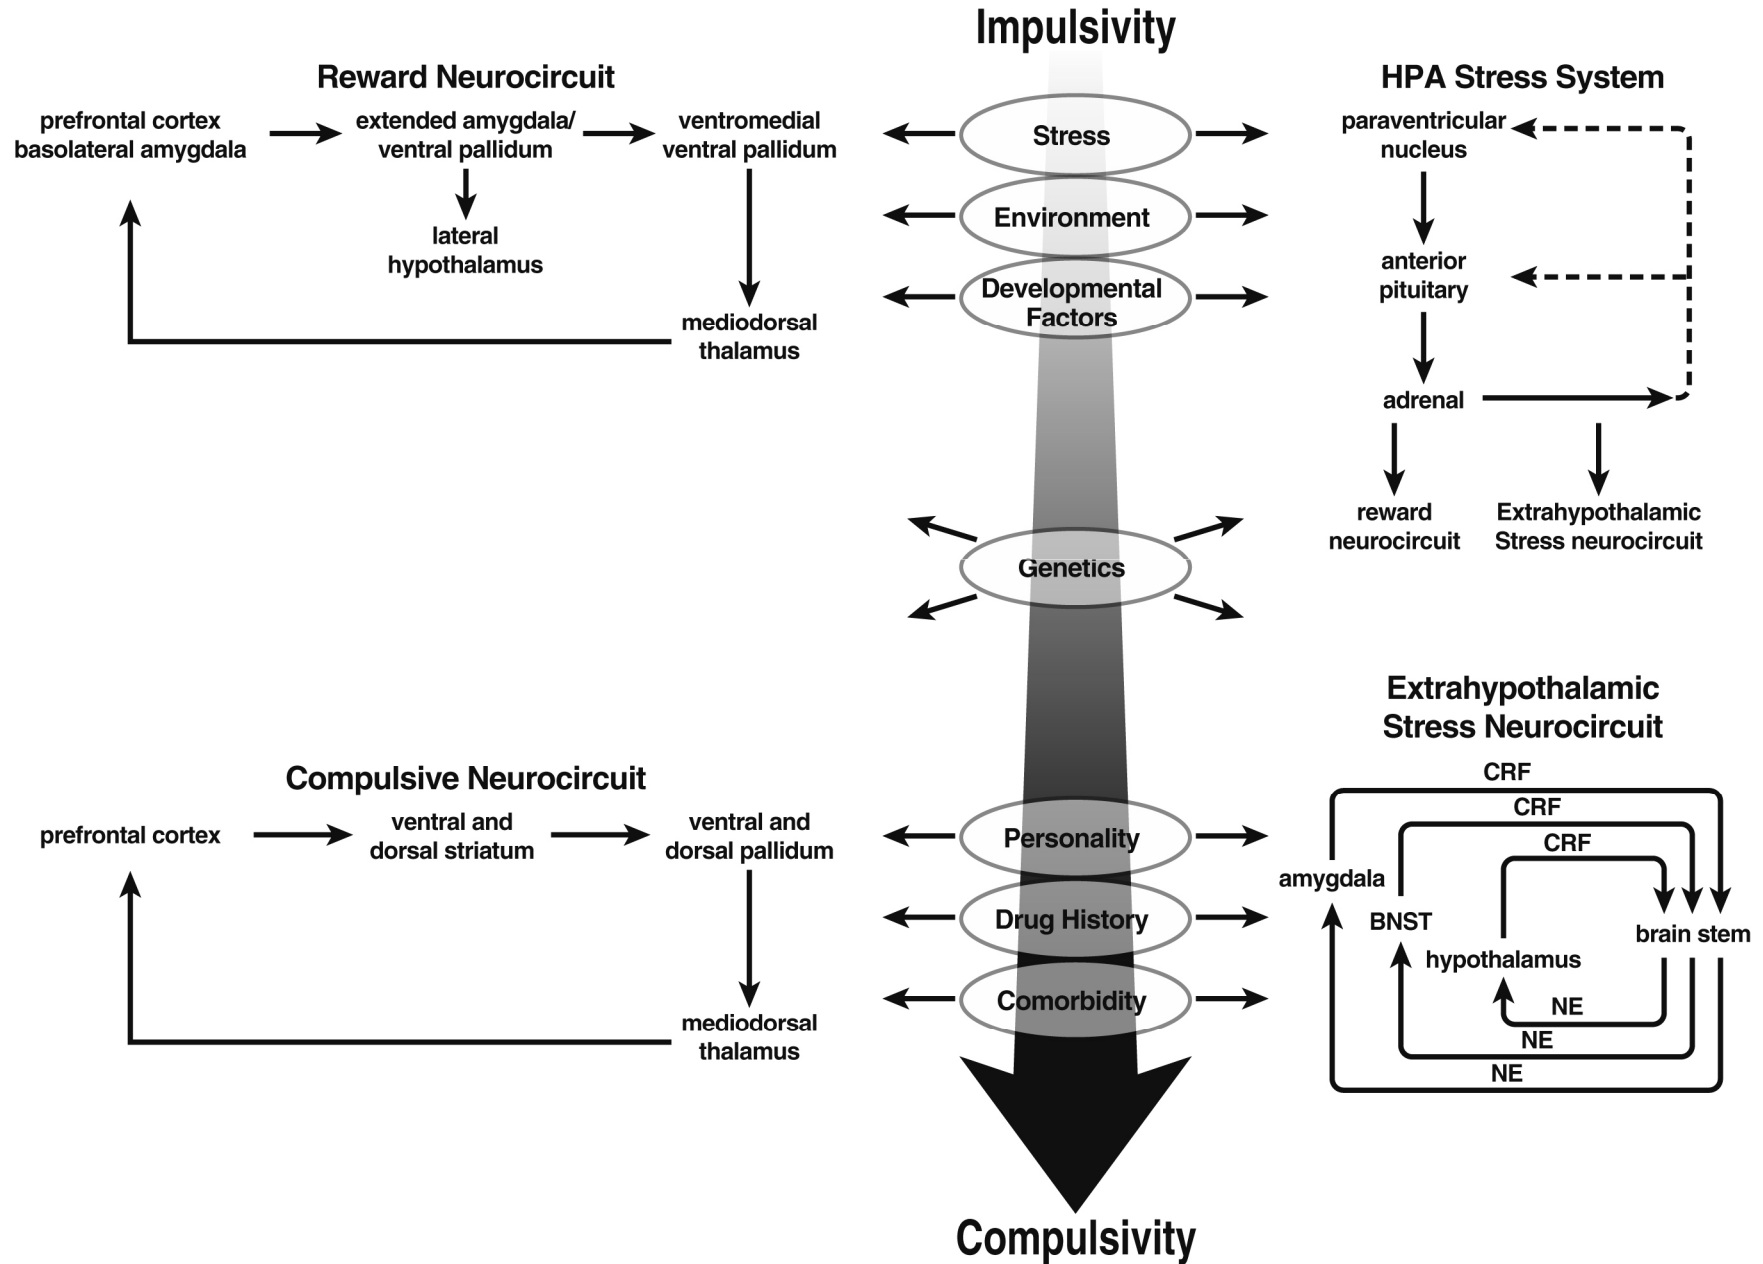 Impulsivity
Reward Neurocircuit
prefrontal cortex
basolateral amygdala
extended amygdala/
ventral pallidum
ventromedial
ventral pallidum
lateral
hypothalamus
mediodorsal
thalamus
Stress
Environment
Developmental
Factors
HPA Stress System
paraventricular
nucleus
anterior
pituitary
adrenal
reward
neurocircuit
Extrahypothalamic
Stress neurocircuit
Genetics
Compulsive Neurocircuit
prefrontal cortex
ventral and
dorsal striatum
ventral and
dorsal pallidum
mediodorsal
thalamus
Personality
Drug History
Comorbidity
Extrahypothalamic
Stress Neurocircuit
CRF
CRF
CRF
amygdala
BNST
hypothalamus
brain stem
NE
NE
NE
Compulsivity